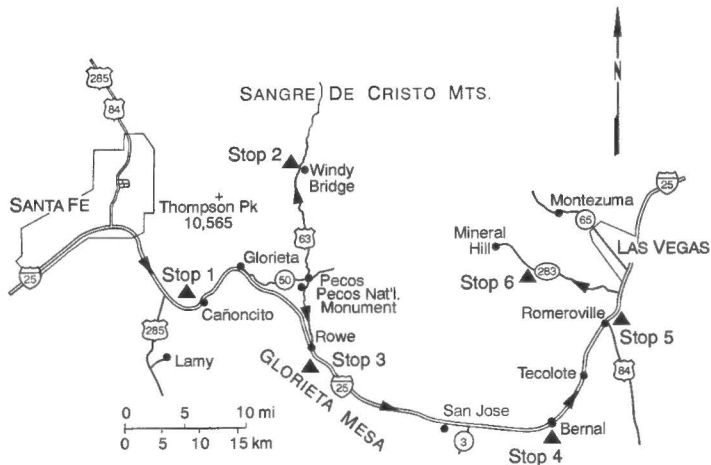 285
84
SANGRE DE CRISTO MTS.
N
Stop 2
Windy
Bridge
25
Montezuma
65
SANTA FE
Thompson Pk
10,565
63
Mineral
Hill
LAS VEGAS
Stop 1
Glorieta
50
Pecos
Pecos Nat'l.
Monument
Stop 6
283
25
Cañoncito
Romeroville
Stop 5
285
Rowe
Lamy
Stop 3
GLORIETA MESA
25
Tecolote
84
0 5 10 mi
0 5 10 15 km
San Jose
3
Bernal
Stop 4